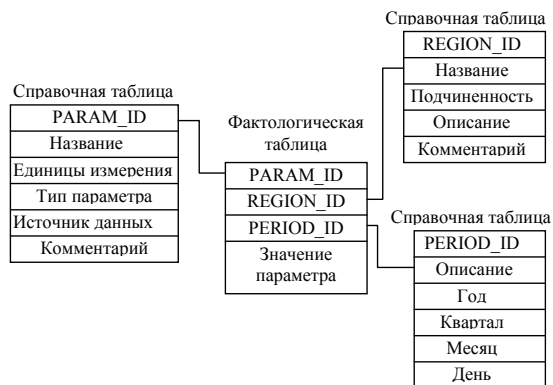 Справочная таблица
PARAM_ID
Название
Единицы измерения
Тип параметра
Источник данных
Комментарий
Фактологическая
таблица
PARAM_ID
REGION_ID
PERIOD_ID
Значение
параметра
Справочная таблица
REGION_ID
Название
Подчиненность
Описание
Комментарий
Справочная таблица
PERIOD_ID
Описание
Год
Квартал
Месяц
День